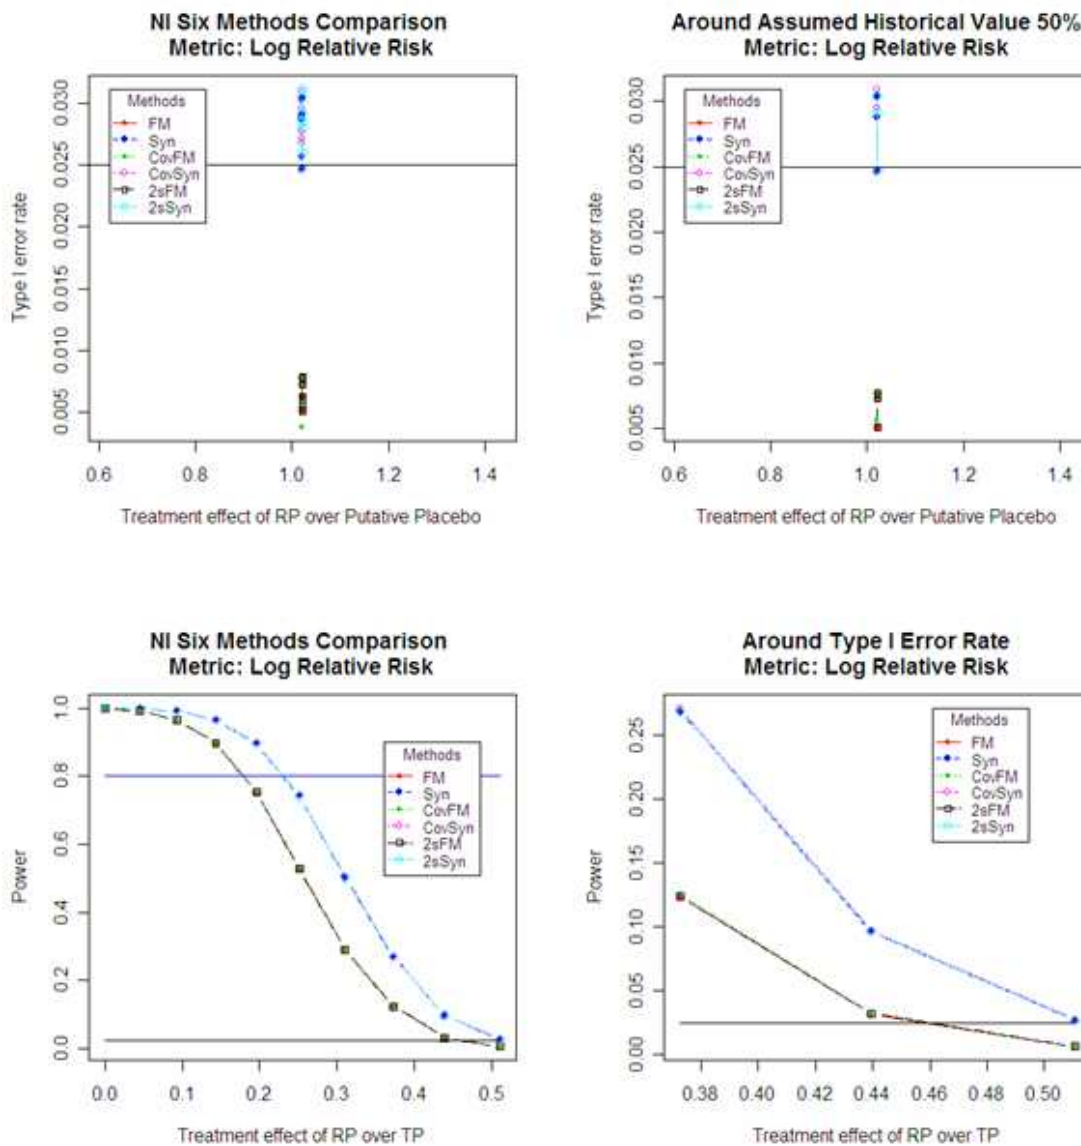 NI Six Methods Comparison
Metric: Log Relative Risk
Type I error rate
0.005 0.010 0.015 0.020 0.025 0.030
Methods
FM
Syn
CovFM
CovSyn
2sFM
2sSyn
0.6 0.8 1.0 1.2 1.4
Treatment effect of RP over Putative Placebo
Around Assumed Historical Value 50%
Metric: Log Relative Risk
Type I error rate
0.005 0.010 0.015 0.020 0.025 0.030
Methods
FM
Syn
CovFM
CovSyn
2sFM
2sSyn
0.6 0.8 1.0 1.2 1.4
Treatment effect of RP over Putative Placebo
NI Six Methods Comparison
Metric: Log Relative Risk
Power
0.0 0.2 0.4 0.6 0.8 1.0
Methods
FM
Syn
CovFM
CovSyn
2sFM
2sSyn
0.0 0.1 0.2 0.3 0.4 0.5
Treatment effect of RP over TP
Around Type I Error Rate
Metric: Log Relative Risk
Power
0.00 0.05 0.10 0.15 0.20 0.25
Methods
FM
Syn
CovFM
CovSyn
2sFM
2sSyn
0.38 0.40 0.42 0.44 0.46 0.48 0.50
Treatment effect of RP over TP